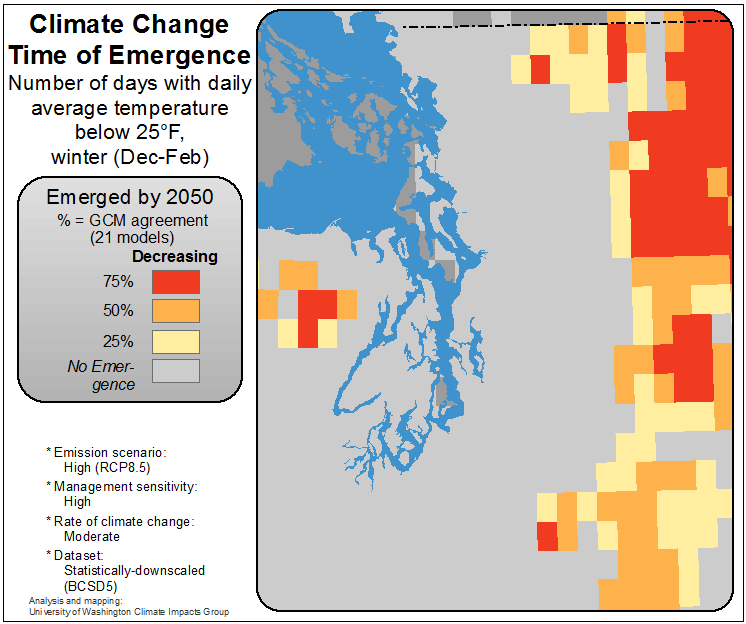 Climate Change
Time of Emergence
Number of days with daily
average temperature
below 25°F,
winter (Dec-Feb)
Emerged by 2050
% = GCM agreement
(21 models)
Decreasing
75%
50%
25%
No Emer-
gence
* Emission scenario:
High (RCP8.5)
* Management sensitivity:
High
* Rate of climate change:
Moderate
* Dataset:
Statistically-downscaled
(BCSD5)
Analysis and mapping:
University of Washington Climate Impacts Group